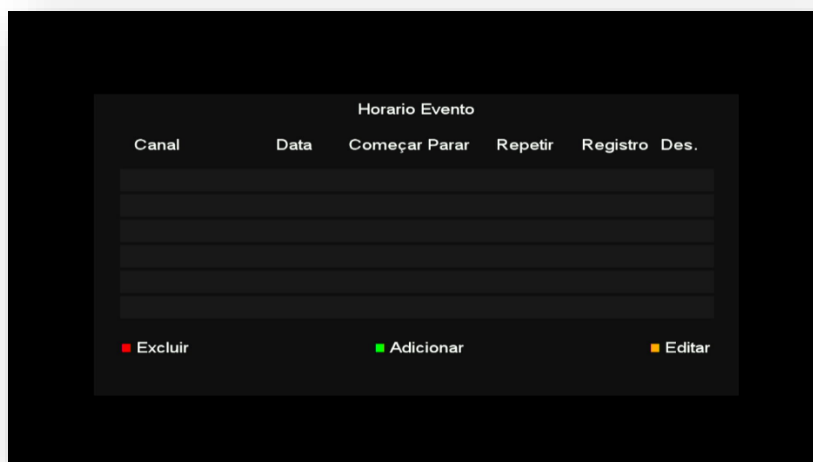 Horario Evento
Canal Data Começar Parar Repetir Registro Des.
Excluir Adicionar Editar